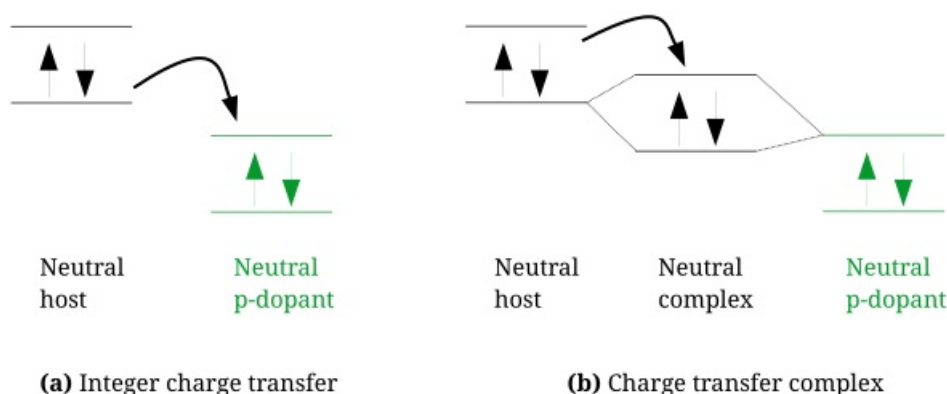 Neutral
host
Neutral
p-dopant
Neutral
host
Neutral
complex
Neutral
p-dopant
(a) Integer charge transfer
(b) Charge transfer complex